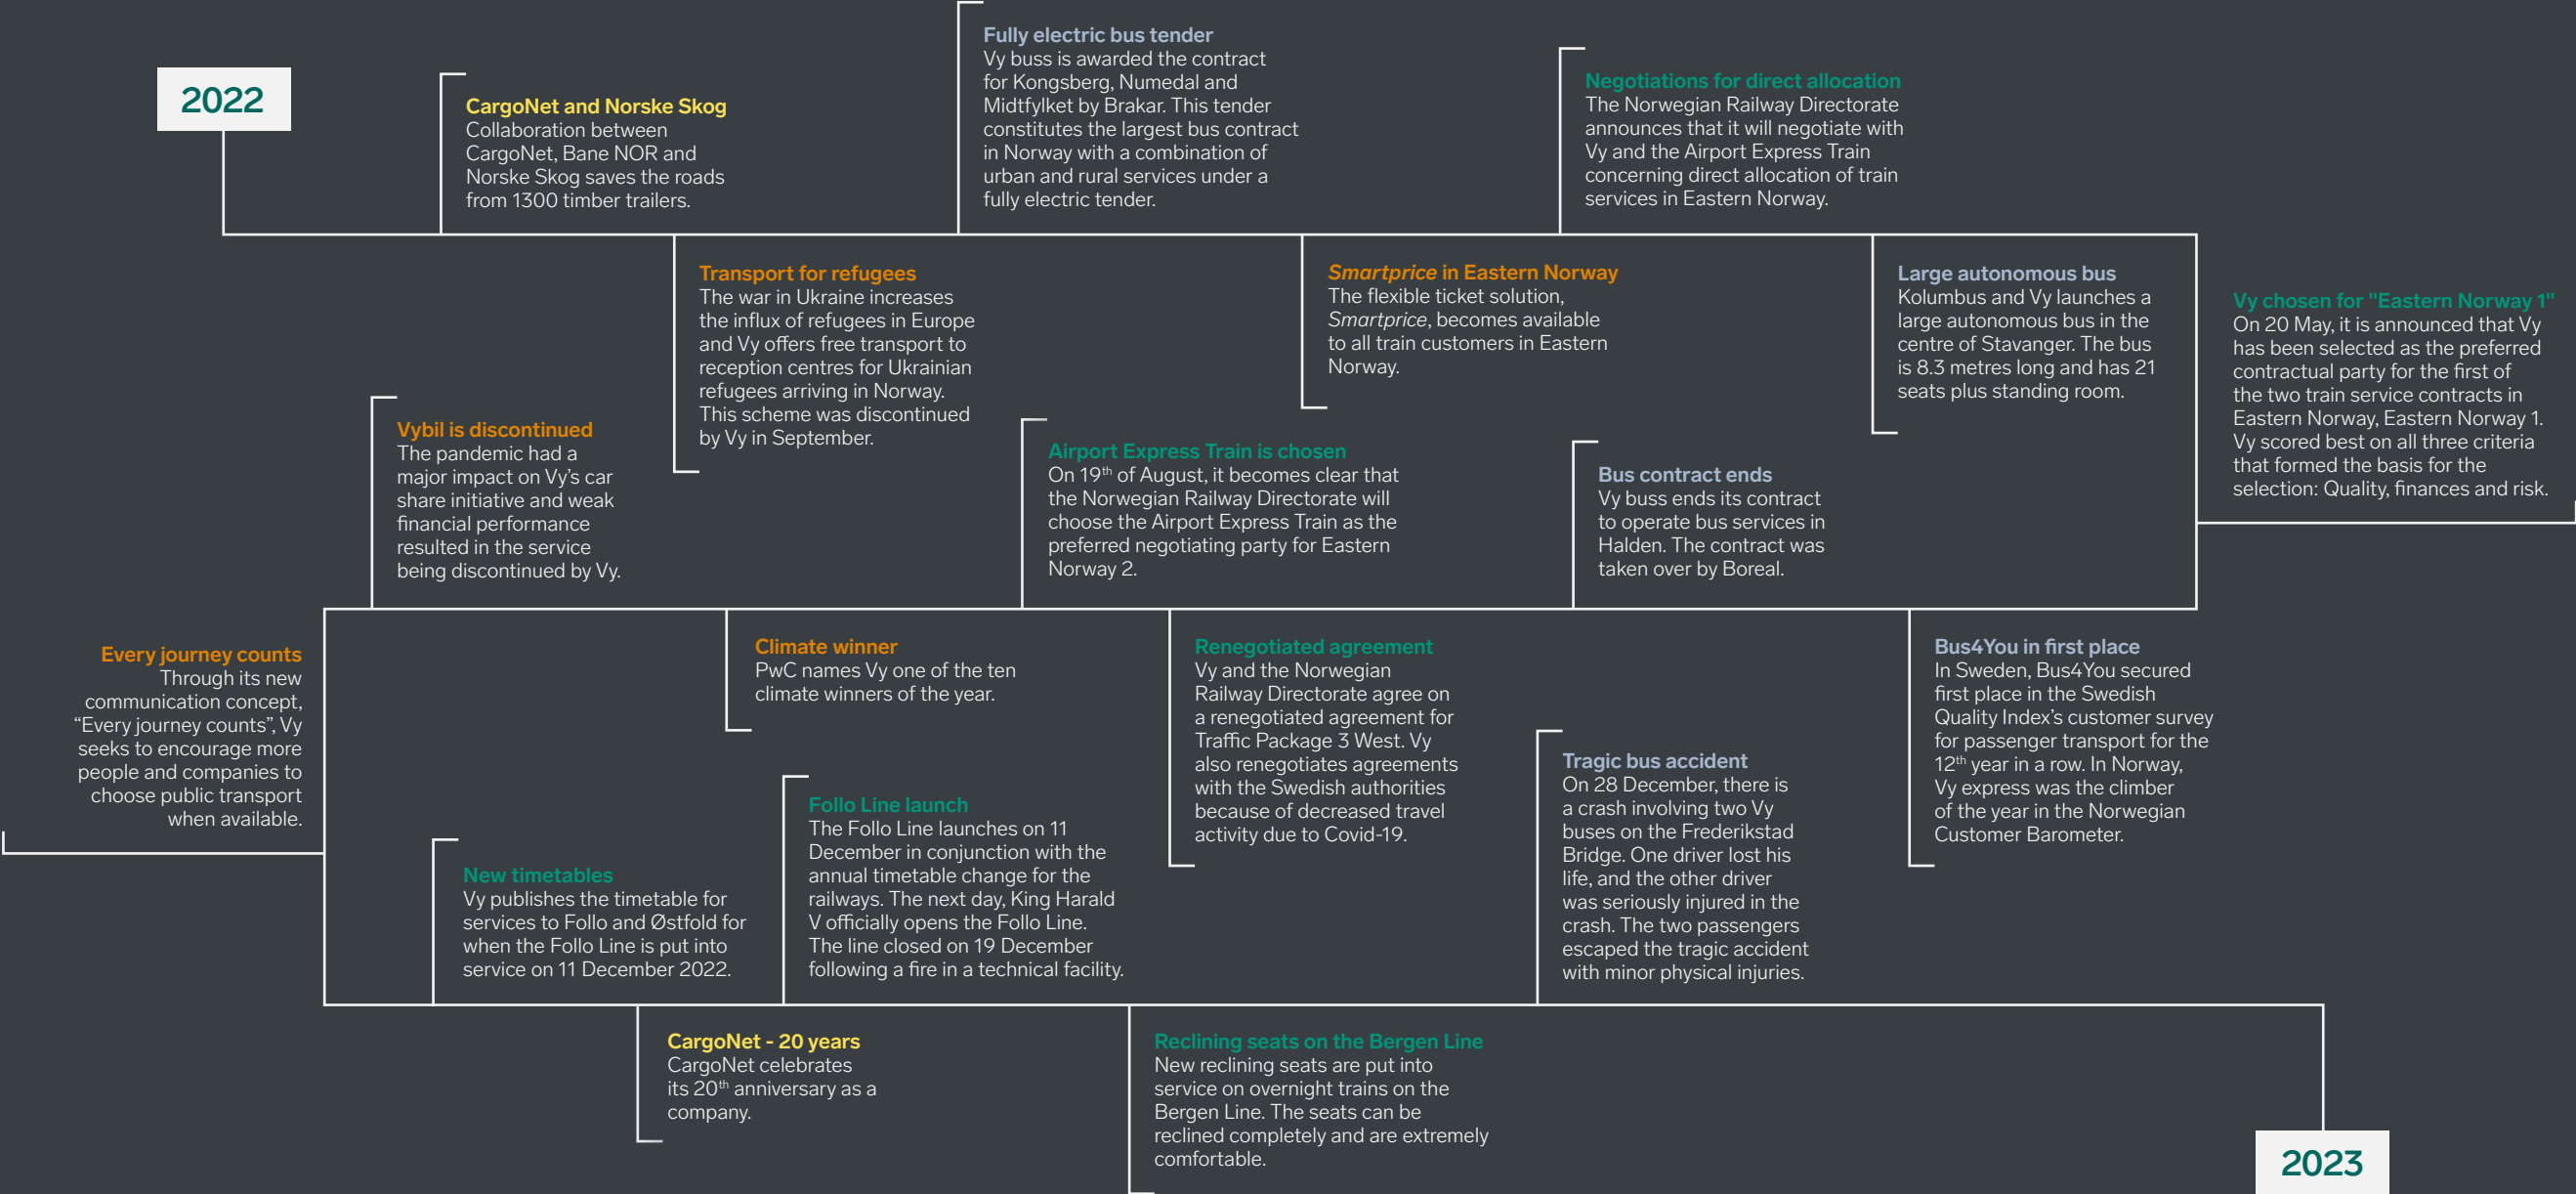 2022
CargoNet and Norske Skog
Collaboration between
CargoNet, Bane NOR and
Norske Skog saves the roads
from 1300 timber trailers.
Transport for refugees
The war in Ukraine increases
the influx of refugees in Europe
and Vy offers free transport to
reception centres for Ukrainian
refugees arriving in Norway.
This scheme was discontinued
by Vy in September.
Fully electric bus tender
Vy buss is awarded the contract
for Kongsberg, Numedal and
Midtfylket by Brakar. This tender
constitutes the largest bus contract
in Norway with a combination of
urban and rural services under a
fully electric tender.
Smartprice in Eastern Norway
The flexible ticket solution,
Smartprice, becomes available
to all train customers in Eastern
Norway.
Negotiations for direct allocation
The Norwegian Railway Directorate
announces that it will negotiate with
Vy and the Airport Express Train
concerning direct allocation of train
services in Eastern Norway.
Large autonomous bus
Kolumbus and Vy launches a
large autonomous bus in the
centre of Stavanger. The bus
is 8.3 metres long and has 21
seats plus standing room.
Vy chosen for "Eastern Norway 1"
On 20 May, it is announced that Vy
has been selected as the preferred
contractual party for the first of
the two train service contracts in
Eastern Norway, Eastern Norway 1.
Vy scored best on all three criteria
that formed the basis for the
selection: Quality, finances and risk.
Bus4You in first place
In Sweden, Bus4You secured
first place in the Swedish
Quality Index's customer survey
for passenger transport for the
12th year in a row. In Norway,
Vy express was the climber
of the year in the Norwegian
Customer Barometer.
Bus contract ends
Vy buss ends its contract
to operate bus services in
Halden. The contract was
taken over by Boreal.
Renegotiated agreement
Vy and the Norwegian
Railway Directorate agree on
a renegotiated agreement for
Traffic Package 3 West. Vy
also renegotiates agreements
with the Swedish authorities
because of decreased travel
activity due to Covid-19.
Airport Express Train is chosen
On 19th of August, it becomes clear that
the Norwegian Railway Directorate will
choose the Airport Express Train as the
preferred negotiating party for Eastern
Norway 2.
Climate winner
PwC names Vy one of the ten
climate winners of the year.
Vybil is discontinued
The pandemic had a
major impact on Vy's car
share initiative and weak
financial performance
resulted in the service
being discontinued by Vy.
Every journey counts
Through its new
communication concept,
“Every journey counts”, Vy
seeks to encourage more
people and companies to
choose public transport
when available.
New timetables
Vy publishes the timetable for
services to Follo and Østfold for
when the Follo Line is put into
service on 11 December 2022.
CargoNet - 20 years
CargoNet celebrates
its 20th anniversary as a
company.
Follo Line launch
The Follo Line launches on 11
December in conjunction with the
annual timetable change for the
railways. The next day, King Harald
V officially opens the Follo Line.
The line closed on 19 December
following a fire in a technical facility.
Reclining seats on the Bergen Line
New reclining seats are put into
service on overnight trains on the
Bergen Line. The seats can be
reclined completely and are extremely
comfortable.
Tragic bus accident
On 28 December, there is
a crash involving two Vy
buses on the Frederikstad
Bridge. One driver lost his
life, and the other driver
was seriously injured in the
crash. The two passengers
escaped the tragic accident
with minor physical injuries.
2023